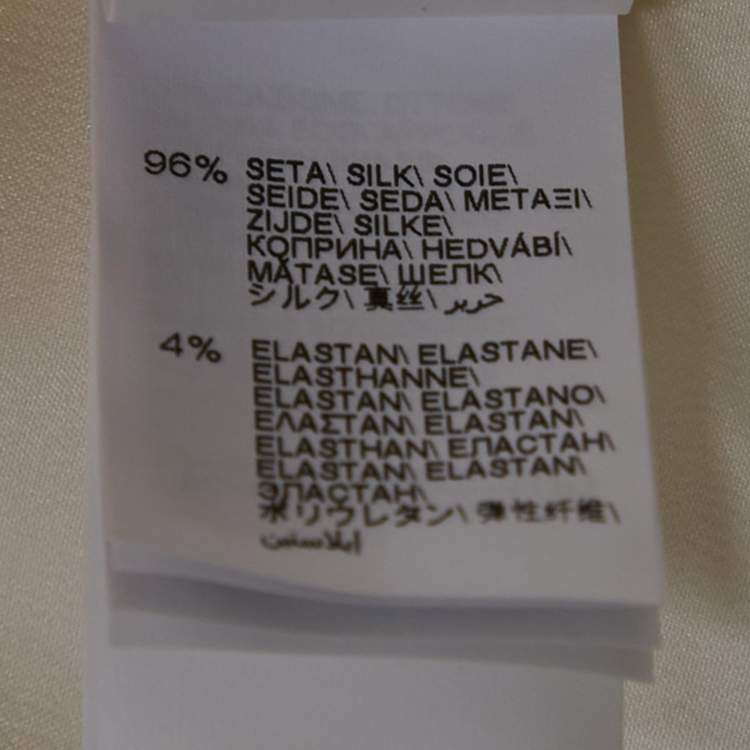 96% SETA\ SILK\ SOIE\
SEIDE\ SEDA\ ΜΕΤΑΞΙ\
ZIJDE\ SILKE\
КОПРИНА\ HEDVÁBÍ\
MĂTASE\ ШЕЛК\
シルク\ 真丝\ حرير
4% ELASTAN\ ELASTANE\
ELASTHANNE\
ELASTAN\ ELASTANO\
ΕΛΑΣΤΑΝ\ ELASTAN\
ELASTHAN\ ЕЛАСТАН\
ELASTAN\ ELASTAN\
ЭЛАСТАН\
ポリウレタン\ 弹性纤维\
إيلاستين